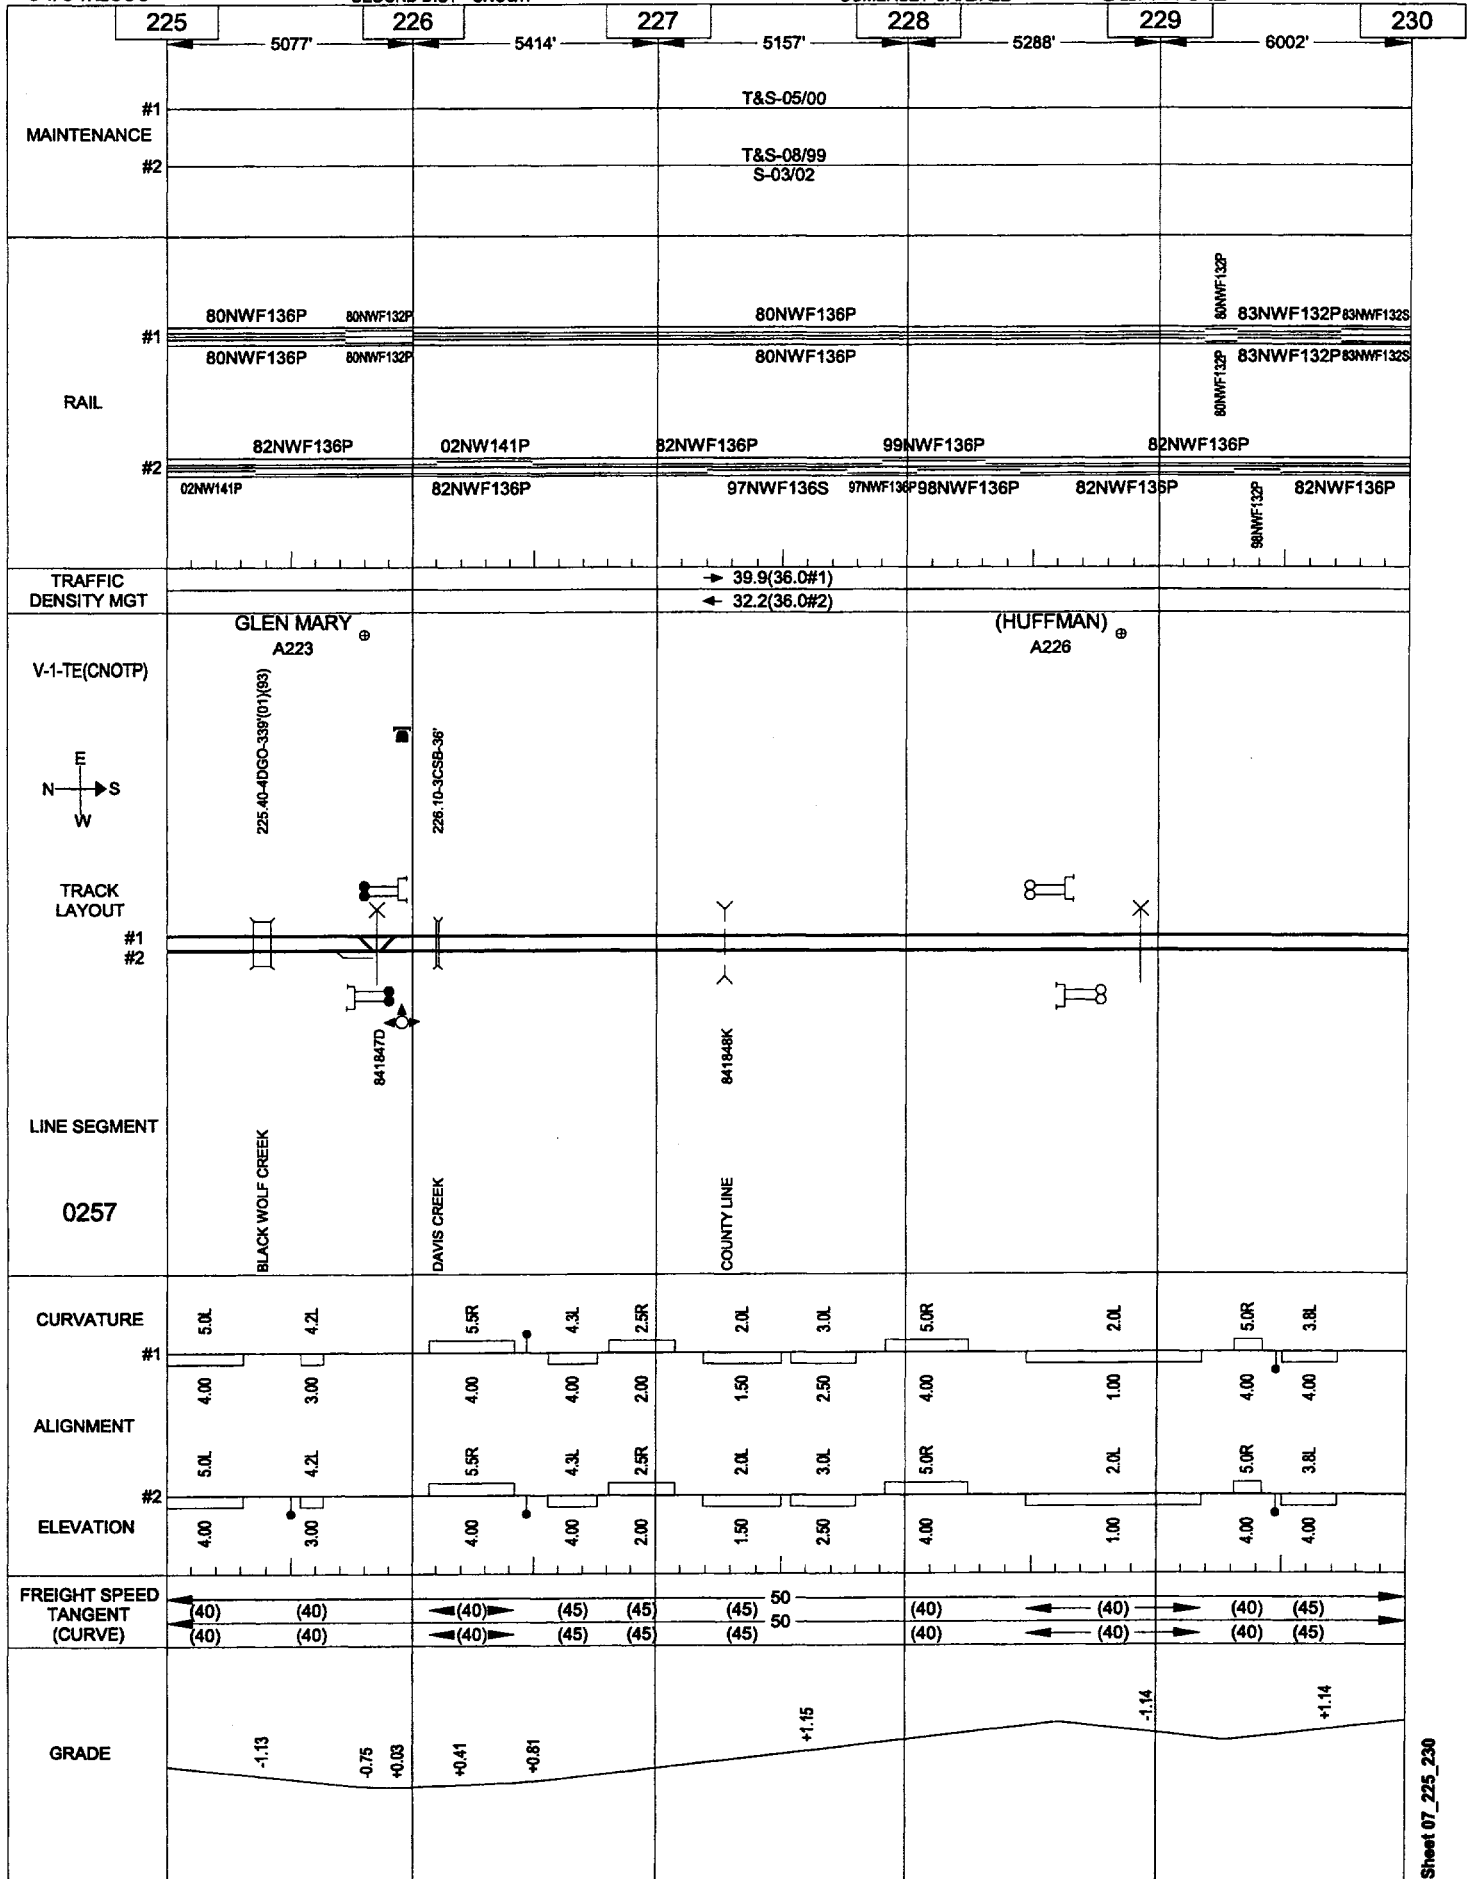 225 226 227 228 229 230
5077' 5414' 5157' 5288' 6002'
#1 T&S-05/00
MAINTENANCE
#2 T&S-08/99
S-03/02
80NWF132P
80NWF136P 80NWF132P 80NWF136P 83NWF132P 83NWF132S
#1
80NWF136P 80NWF132P 80NWF136P 83NWF132P 83NWF132S
80NWF132P
RAIL
82NWF136P 02NW141P 82NWF136P 99NWF136P 82NWF136P
#2
02NW141P 82NWF136P 97NWF136S 97NWF136P 98NWF136P 82NWF136P 82NWF136P
98NWF132P
TRAFFIC
DENSITY MGT
39.9(36.0#1)
32.2(36.0#2)
GLEN MARY (HUFFMAN)
A223 A226
V-1-TE(CNOTP)
225.40-4DGO-339'(01)(93)
226.10-3CSB-36'
E
N S
W
TRACK
LAYOUT
#1
#2
841847D
841848K
LINE SEGMENT
0257
BLACK WOLF CREEK
DAVIS CREEK
COUNTY LINE
CURVATURE
5.0L 4.2L 5.5R 4.3L 2.5R 2.0L 3.0L 5.0R 2.0L 5.0R 3.8L
#1
4.00 3.00 4.00 4.00 2.00 1.50 2.50 4.00 1.00 4.00 4.00
ALIGNMENT
5.0L 4.2L 5.5R 4.3L 2.5R 2.0L 3.0L 5.0R 2.0L 5.0R 3.8L
#2
ELEVATION
4.00 3.00 4.00 4.00 2.00 1.50 2.50 4.00 1.00 4.00 4.00
FREIGHT SPEED
TANGENT
(CURVE)
50
(40) (40) (40) (45) (45) (45) (40) (40) (40) (45)
50
(40) (40) (40) (45) (45) (45) (40) (40) (40) (45)
GRADE
-1.13 -0.75 +0.03 +0.41 +0.81 +1.15 -1.14 +1.14
Sheet 07_225_230